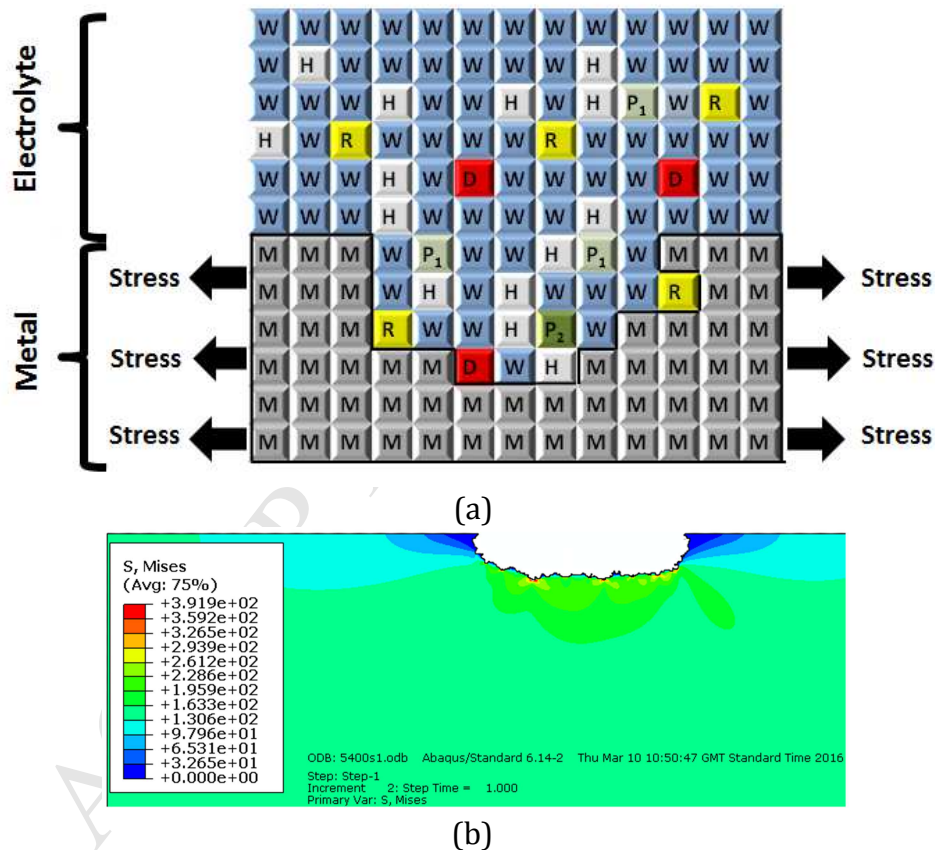 Electrolyte
W W W W W W W W W W W W W
W H W W W W W W H W W W W
W W W H W W H W H P₁ W R W
H W R W W W W R W W W W W
W W W H W D W W W W D W W
W W W H W W W W H W W W W
Metal
M M M W P₁ W W H P₁ W M M M
Stress M M M W H W H W W W R M M Stress
M M M R W W H P₂ W M M M M
Stress M M M M M D W H M M M M M Stress
M M M M M M M M M M M M M
Stress M M M M M M M M M M M M M Stress
(a)
S, Mises
(Avg: 75%)
+3.919e+02
+3.592e+02
+3.265e+02
+2.939e+02
+2.612e+02
+2.286e+02
+1.959e+02
+1.633e+02
+1.306e+02
+9.796e+01
+6.531e+01
+3.265e+01
+0.000e+00
ODB: 5400s1.odb Abaqus/Standard 6.14-2 Thu Mar 10 10:50:47 GMT Standard Time 2016
Step: Step-1
Increment 2: Step Time = 1.000
Primary Var: S, Mises
(b)